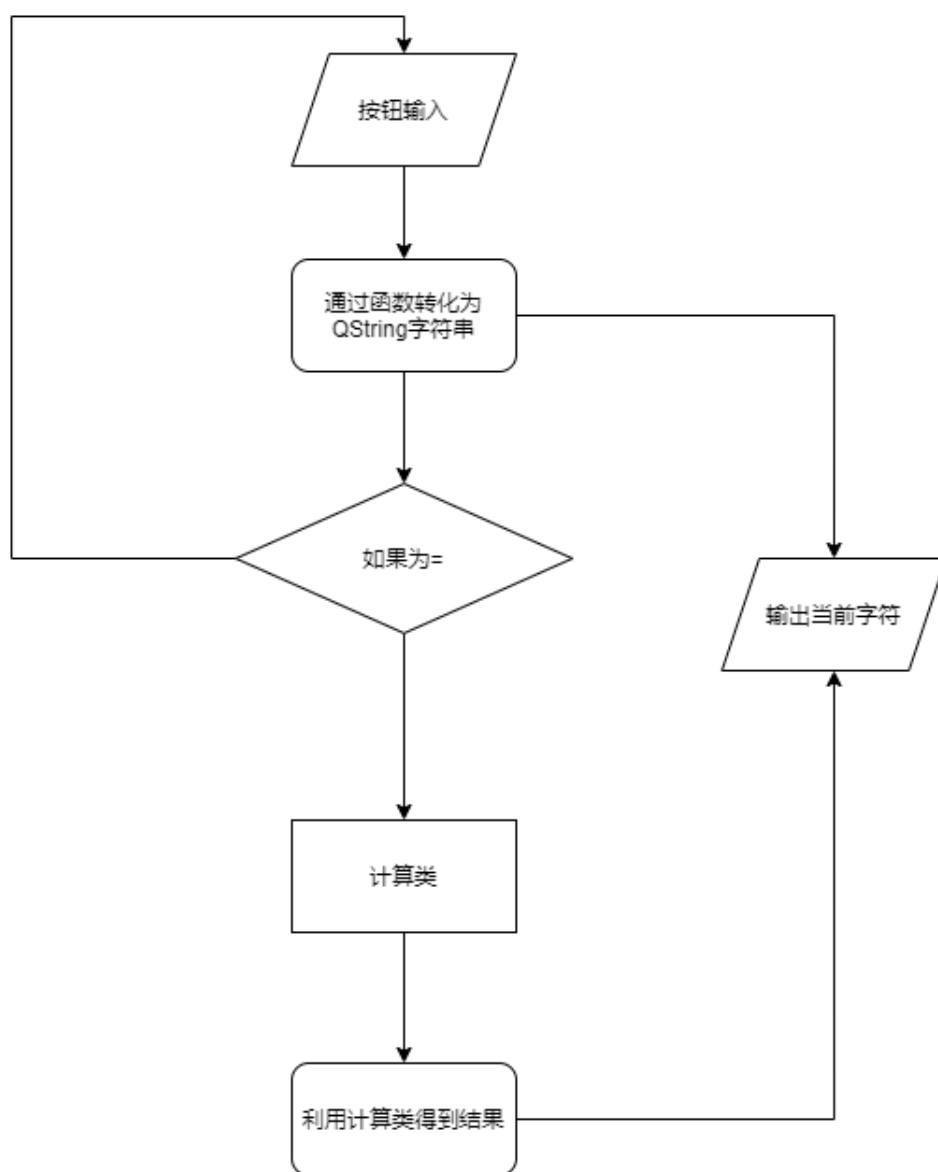 按钮输入
通过函数转化为
QString字符串
如果为=
输出当前字符
计算类
利用计算类得到结果